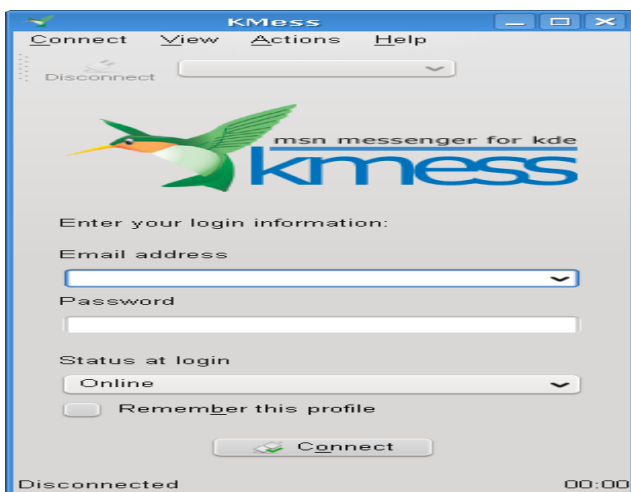 KMess
Connect View Actions Help
Disconnect
msn messenger for kde
kmess
Enter your login information:
Email address
Password
Status at login
Online
Remember this profile
Connect
Disconnected 00:00